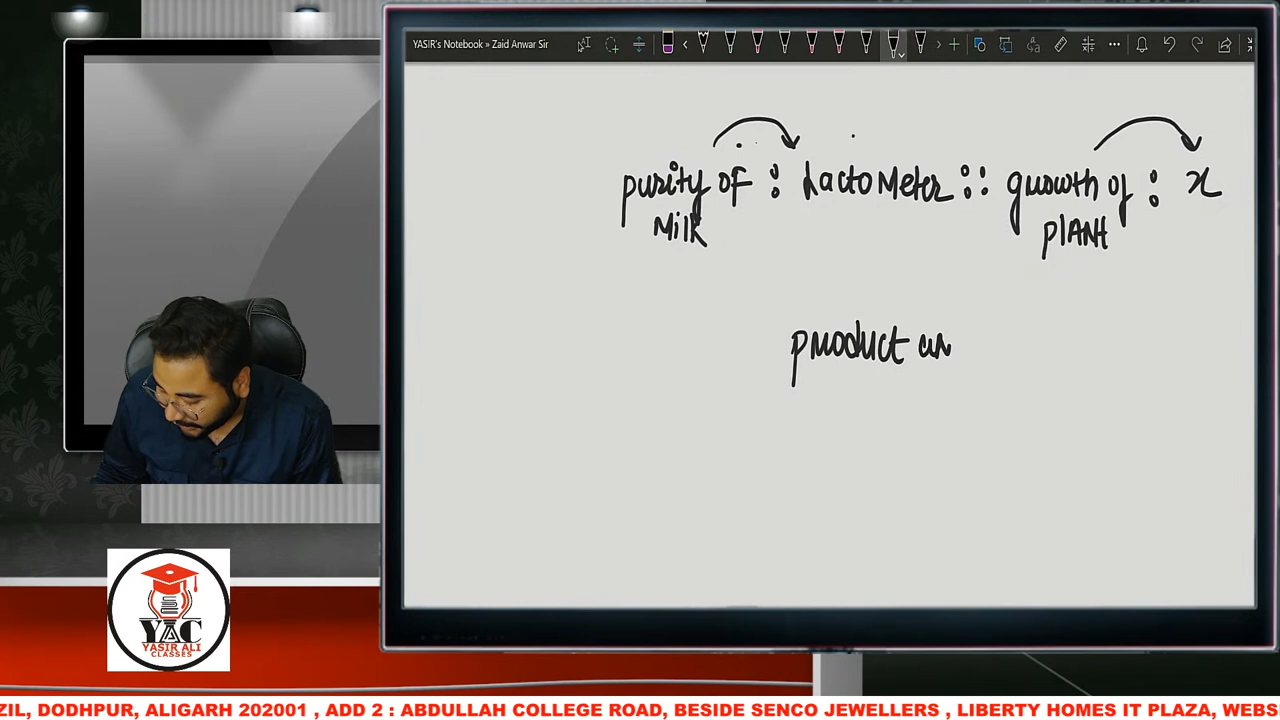 YASIR's Notebook » Zaid Anwar Sir
purity of : Lactometer :: growth of : x
Milk
plant
product
YAC
YASIR ALI
CLASSES
ZIL, DODHPUR, ALIGARH 202001 , ADD 2 : ABDULLAH COLLEGE ROAD, BESIDE SENCO JEWELLERS , LIBERTY HOMES IT PLAZA, WEBS